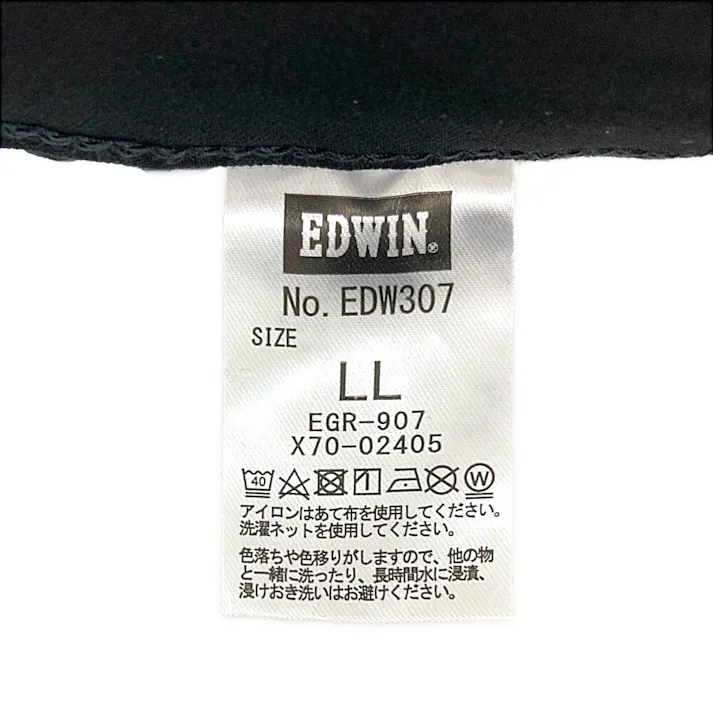 EDWIN®
No. EDW307
SIZE
LL
EGR-907
X70-02405
40 W
アイロンはあて布を使用してください。
洗濯ネットを使用してください。
色落ちや色移りがしますので、他の物
と一緒に洗ったり、長時間水に浸漬、
浸けおき洗いはお避けください。